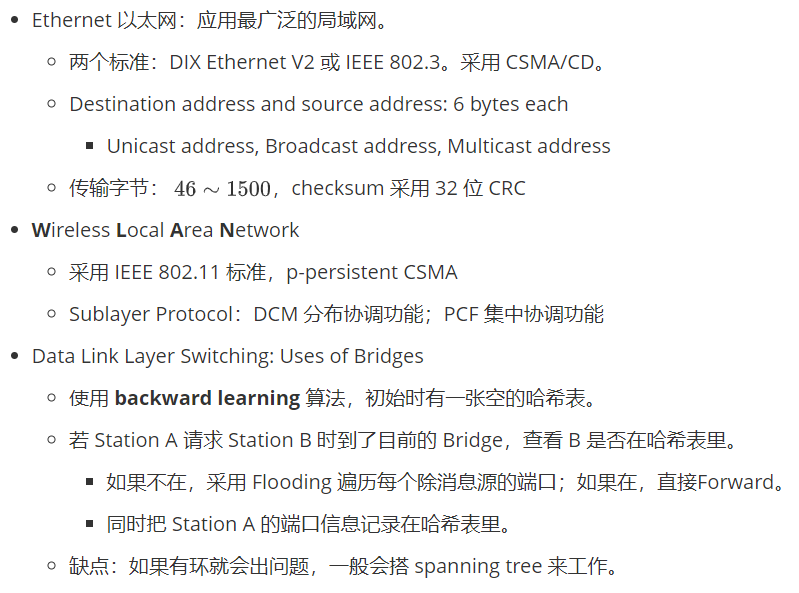 Ethernet 以太网：应用最广泛的局域网。
两个标准：DIX Ethernet V2 或 IEEE 802.3。采用 CSMA/CD。
Destination address and source address: 6 bytes each
Unicast address, Broadcast address, Multicast address
传输字节： 46 ∼ 1500，checksum 采用 32 位 CRC
Wireless Local Area Network
采用 IEEE 802.11 标准，p-persistent CSMA
Sublayer Protocol：DCM 分布协调功能；PCF 集中协调功能
Data Link Layer Switching: Uses of Bridges
使用 backward learning 算法，初始时有一张空的哈希表。
若 Station A 请求 Station B 时到了目前的 Bridge，查看 B 是否在哈希表里。
如果不在，采用 Flooding 遍历每个除消息源的端口；如果在，直接Forward。
同时把 Station A 的端口信息记录在哈希表里。
缺点：如果有环就会出问题，一般会搭 spanning tree 来工作。